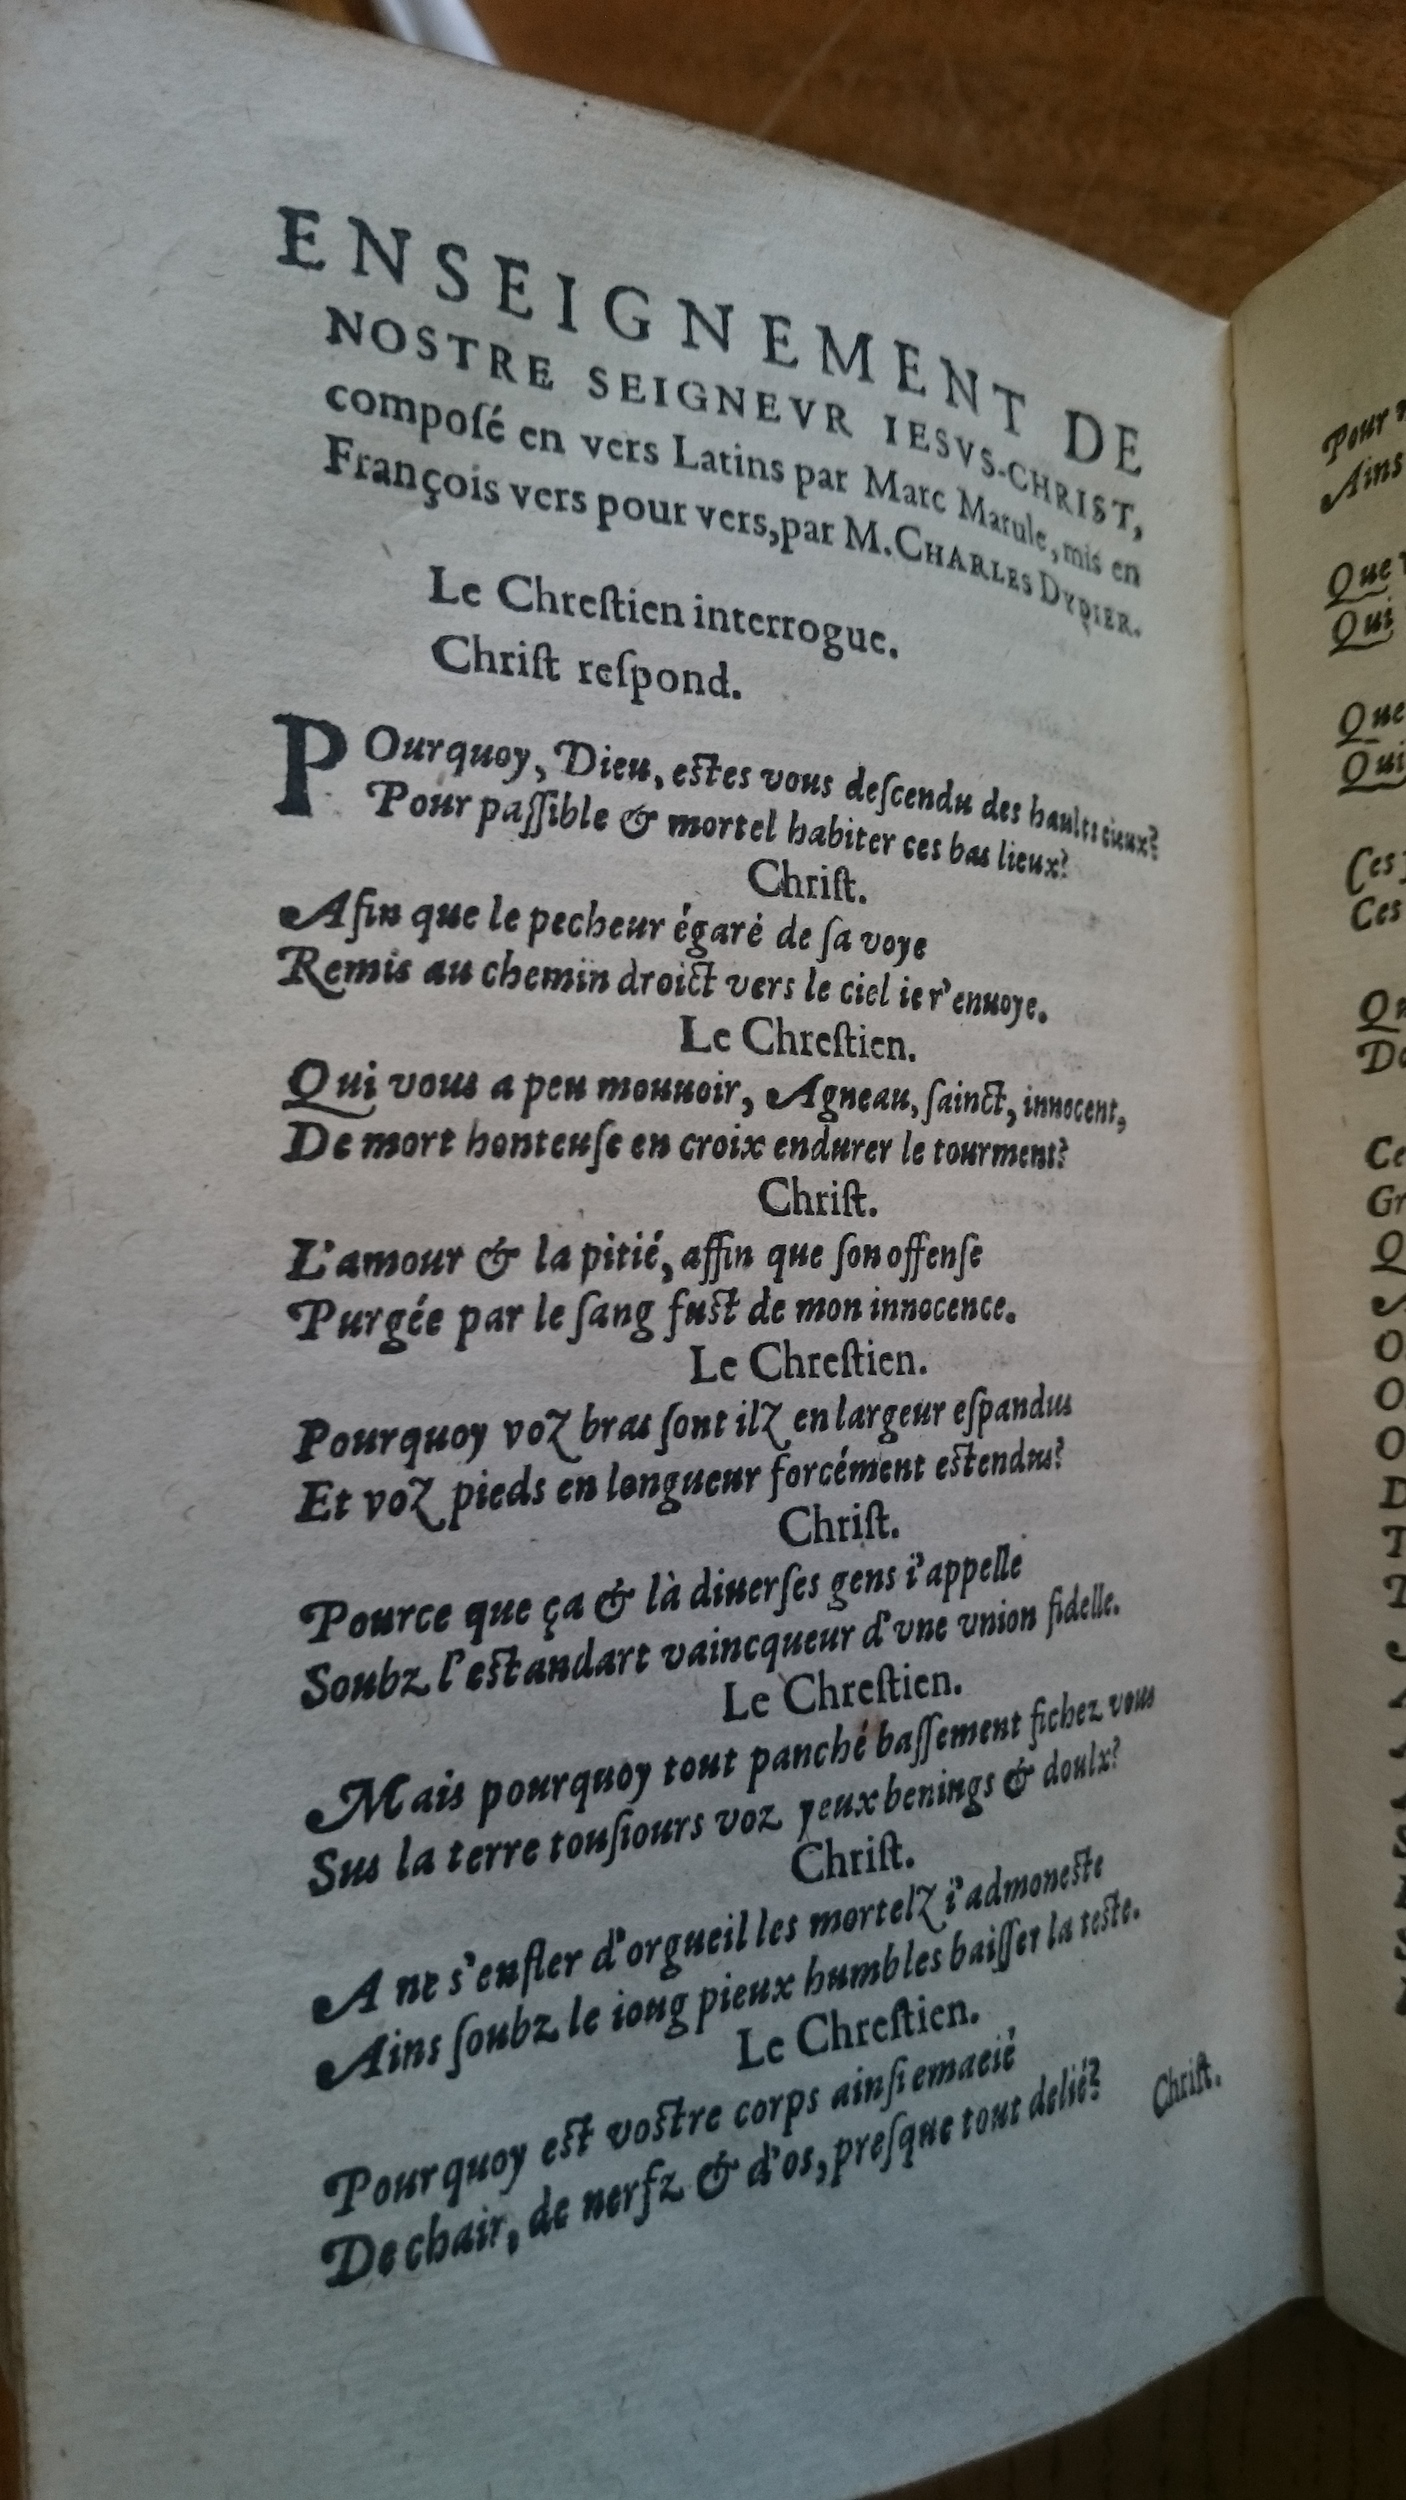 ENSEIGNEMENT DE
NOSTRE SEIGNEVR IESVS-CHRIST,
compoſé en vers Latins par Marc Marule, mis en
François vers pour vers, par M. CHARLES DYDIER.
Le Chreſtien interrogue.
Chriſt reſpond.
POurquoy, Dieu, estes vous deſcendu des haults cieux?
Pour paſſible & mortel habiter ces bas lieux?
Chriſt.
Afin que le pecheur égaré de ſa voye
Remis au chemin droict vers le ciel ie r'enuoye.
Le Chreſtien.
Qui vous a peu mouuoir, Agneau, ſainct, innocent,
De mort honteuſe en croix endurer le tourment?
Chriſt.
L'amour & la pitié, affin que ſon offenſe
Purgée par le ſang fust de mon innocence.
Le Chreſtien.
Pourquoy voz bras ſont ilz en largeur eſpandus
Et voz pieds en longueur forcément estendus?
Chriſt.
Pource que ça & là diuerſes gens i'appelle
Soubz l'estandart vaincqueur d'vne vnion fidelle.
Le Chreſtien.
Mais pourquoy tout panché baſſement fichez vous
Sus la terre touſiours voz yeux benings & doulx?
Chriſt.
A ne s'enfler d'orgueil les mortelz i'admoneste
Ains ſoubz le ioug pieux humbles baiſſer la teste.
Le Chreſtien.
Pourquoy est vostre corps ainſi emacié
De chair, de nerfz & d'os, preſque tout delié?
Chriſt.
Pour
Ains
Que
Qui
Que
Qui
Ces
Ces